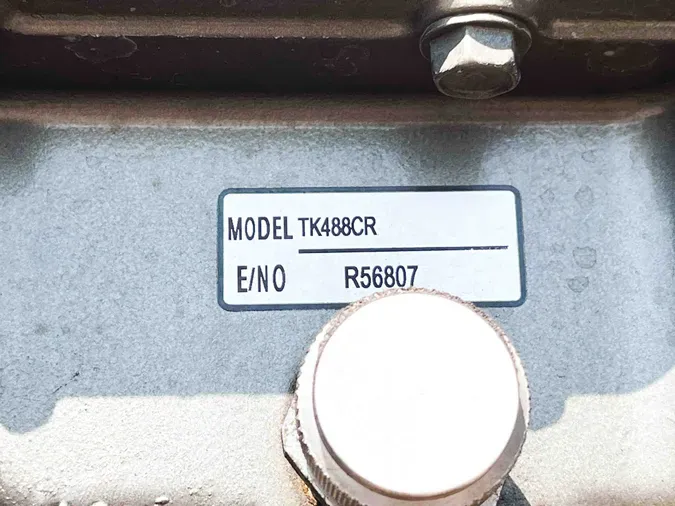 MODEL TK488CR
E/NO R56807